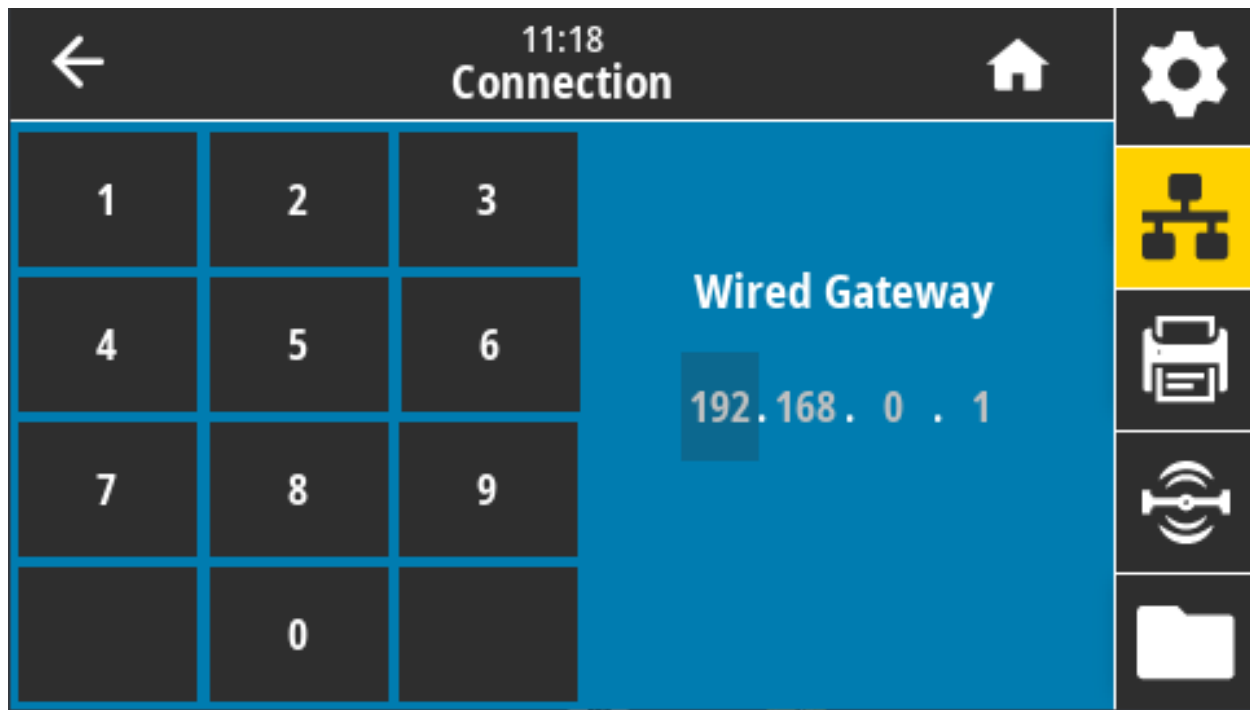 11:18
Connection
1 2 3
Wired Gateway
4 5 6
192.168. 0 . 1
7 8 9
0